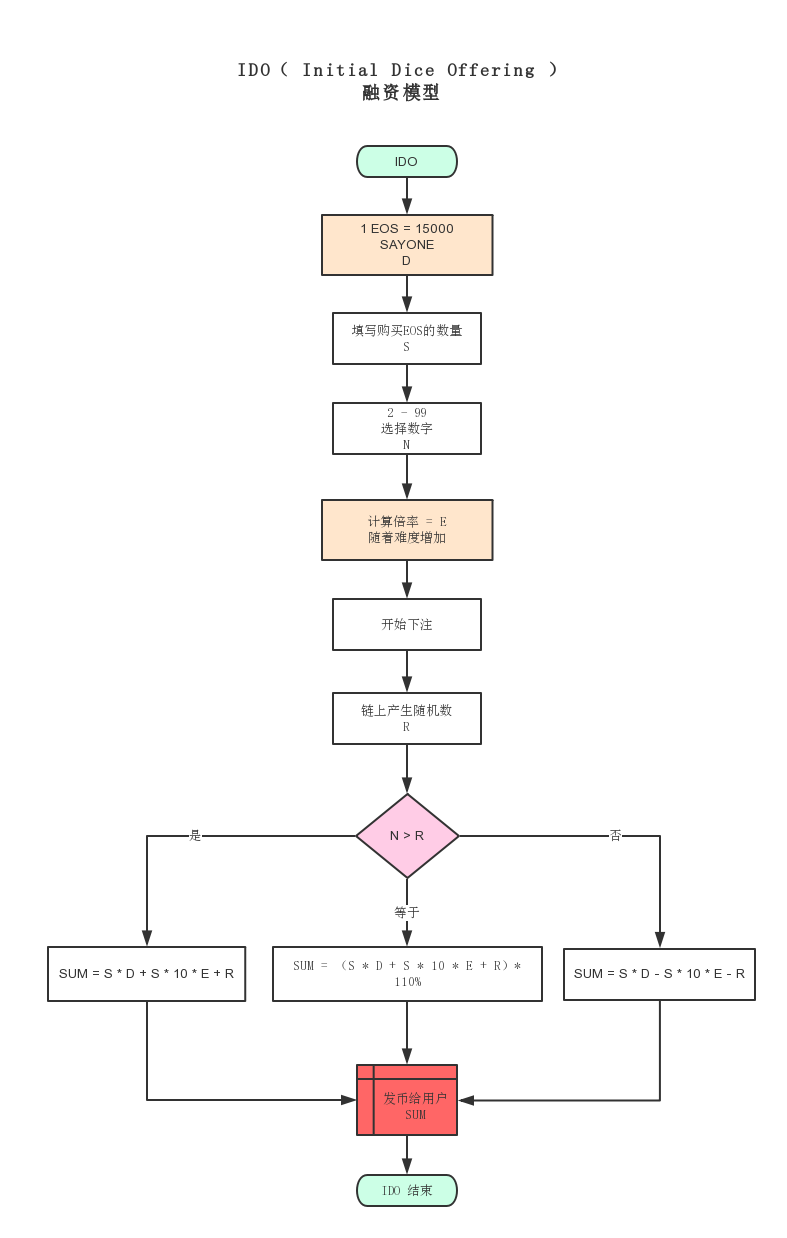 IDO（ Initial Dice Offering ）
融资模型
IDO
1 EOS = 15000
SAYONE
D
填写购买EOS的数量
S
2 - 99
选择数字
N
计算倍率 = E
随着难度增加
开始下注
链上产生随机数
R
N > R
是
否
等于
SUM = S * D + S * 10 * E + R
SUM = （S * D + S * 10 * E + R）*
110%
SUM = S * D - S * 10 * E - R
发币给用户
SUM
IDO 结束